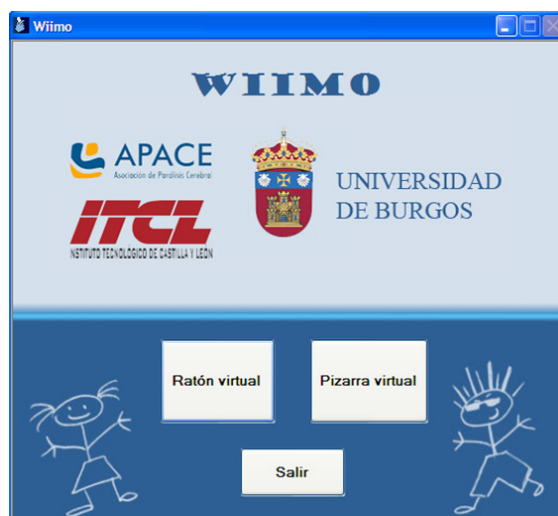 Wiimo
WIIMO
APACE
Asociación de Parálisis Cerebral
UNIVERSIDAD
DE BURGOS
ITCL
INSTITUTO TECNOLÓGICO DE CASTILLA Y LEÓN
Ratón virtual
Pizarra virtual
Salir